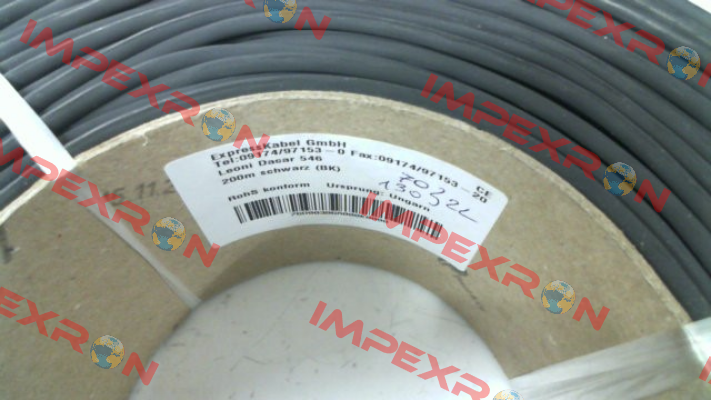 IMPEXRON
IMPEXRON
IMPEXRON
ExpressKabel GmbH
Tel:09174/97153-0 Fax:09174/97153-20
Leoni Dacar 546 CE
200m schwarz (BK)
RoHS konform Ursprung: Ungarn
IMPEXRON
IMPEXRON
IMPEXRON
IMPEXRON
IMPEXRON